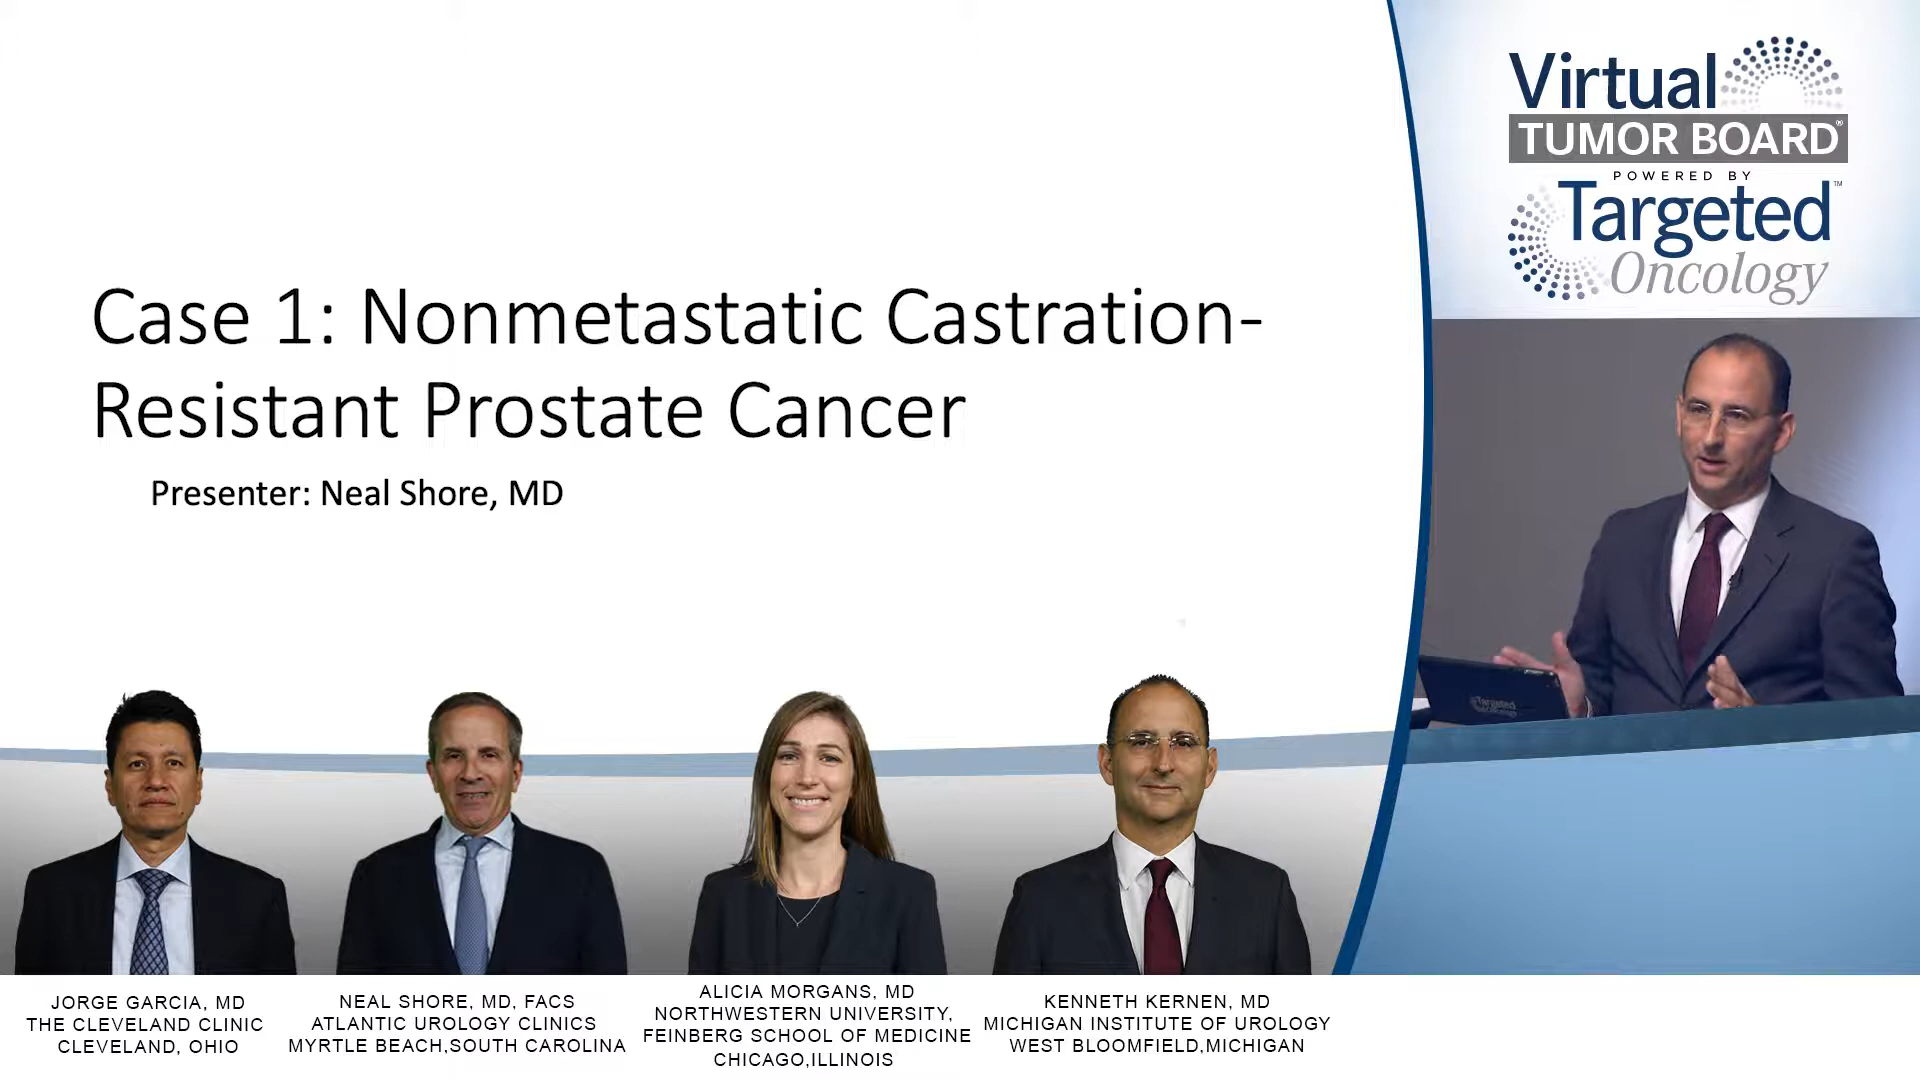 Case 1: Nonmetastatic Castration-
Resistant Prostate Cancer
Presenter: Neal Shore, MD
Virtual
TUMOR BOARD®
POWERED BY
Targeted™
Oncology
Targeted
JORGE GARCIA, MD
THE CLEVELAND CLINIC
CLEVELAND, OHIO
NEAL SHORE, MD, FACS
ATLANTIC UROLOGY CLINICS
MYRTLE BEACH,SOUTH CAROLINA
ALICIA MORGANS, MD
NORTHWESTERN UNIVERSITY,
FEINBERG SCHOOL OF MEDICINE
CHICAGO,ILLINOIS
KENNETH KERNEN, MD
MICHIGAN INSTITUTE OF UROLOGY
WEST BLOOMFIELD,MICHIGAN